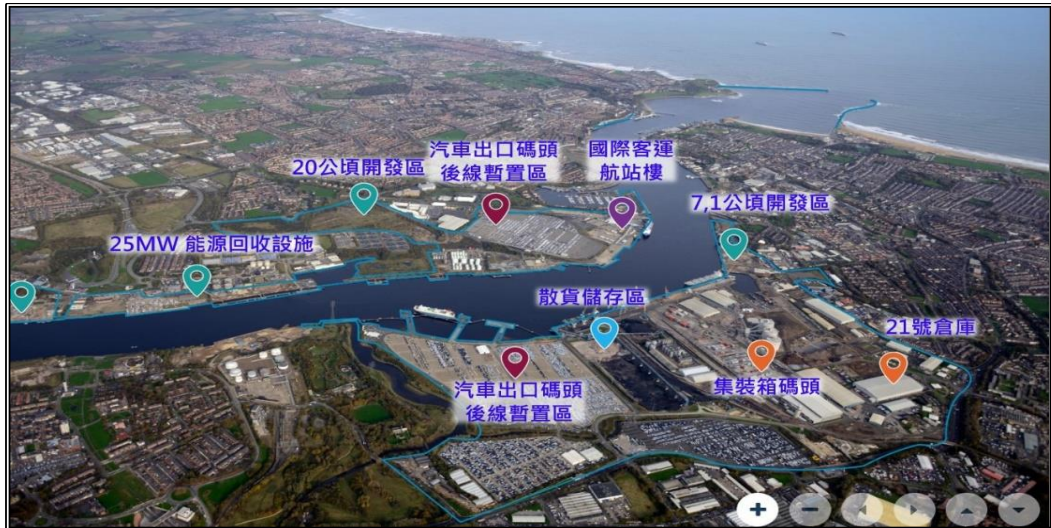 20公頃開發區
汽車出口碼頭
後線暫置區
國際客運
航站樓
7,1公頃開發區
25MW 能源回收設施
散貨儲存區
21號倉庫
集裝箱碼頭
汽車出口碼頭
後線暫置區